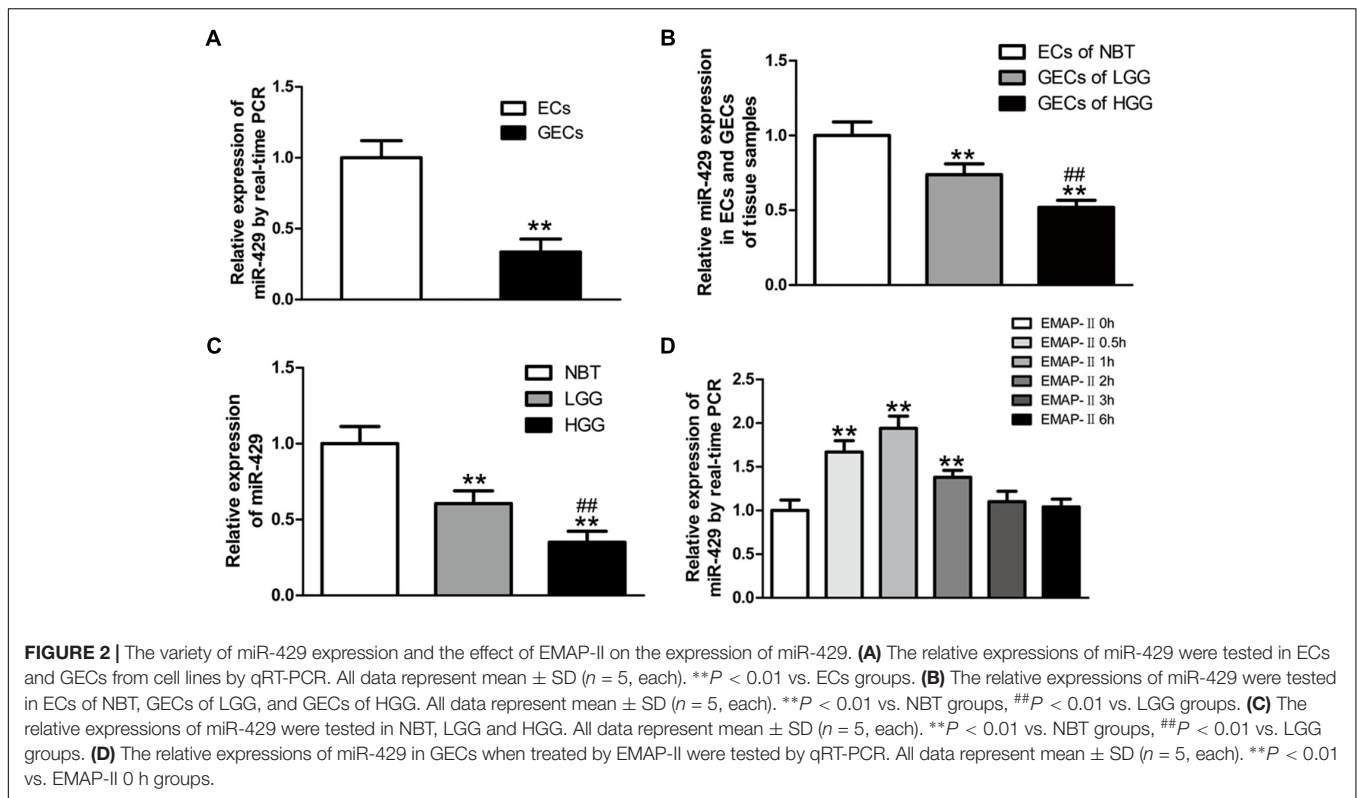 A
Relative expression of
miR-429 by real-time PCR
1.5
1.0
0.5
0.0
ECs
GECs
**
B
Relative miR-429 expression
in ECs and GECs
of tissue samples
1.5
1.0
0.5
0.0
ECs of NBT
GECs of LGG
GECs of HGG
**
##
**
C
Relative expression
of miR-429
1.5
1.0
0.5
0.0
NBT
LGG
HGG
**
##
**
D
Relative expression of
miR-429 by real-time PCR
2.5
2.0
1.5
1.0
0.5
0.0
EMAP-Ⅱ 0h
EMAP-Ⅱ 0.5h
EMAP-Ⅱ 1h
EMAP-Ⅱ 2h
EMAP-Ⅱ 3h
EMAP-Ⅱ 6h
**
**
**
FIGURE 2 | The variety of miR-429 expression and the effect of EMAP-II on the expression of miR-429. (A) The relative expressions of miR-429 were tested in ECs
and GECs from cell lines by qRT-PCR. All data represent mean ± SD (n = 5, each). **P < 0.01 vs. ECs groups. (B) The relative expressions of miR-429 were tested
in ECs of NBT, GECs of LGG, and GECs of HGG. All data represent mean ± SD (n = 5, each). **P < 0.01 vs. NBT groups, ##P < 0.01 vs. LGG groups. (C) The
relative expressions of miR-429 were tested in NBT, LGG and HGG. All data represent mean ± SD (n = 5, each). **P < 0.01 vs. NBT groups, ##P < 0.01 vs. LGG
groups. (D) The relative expressions of miR-429 in GECs when treated by EMAP-II were tested by qRT-PCR. All data represent mean ± SD (n = 5, each). **P < 0.01
vs. EMAP-II 0 h groups.